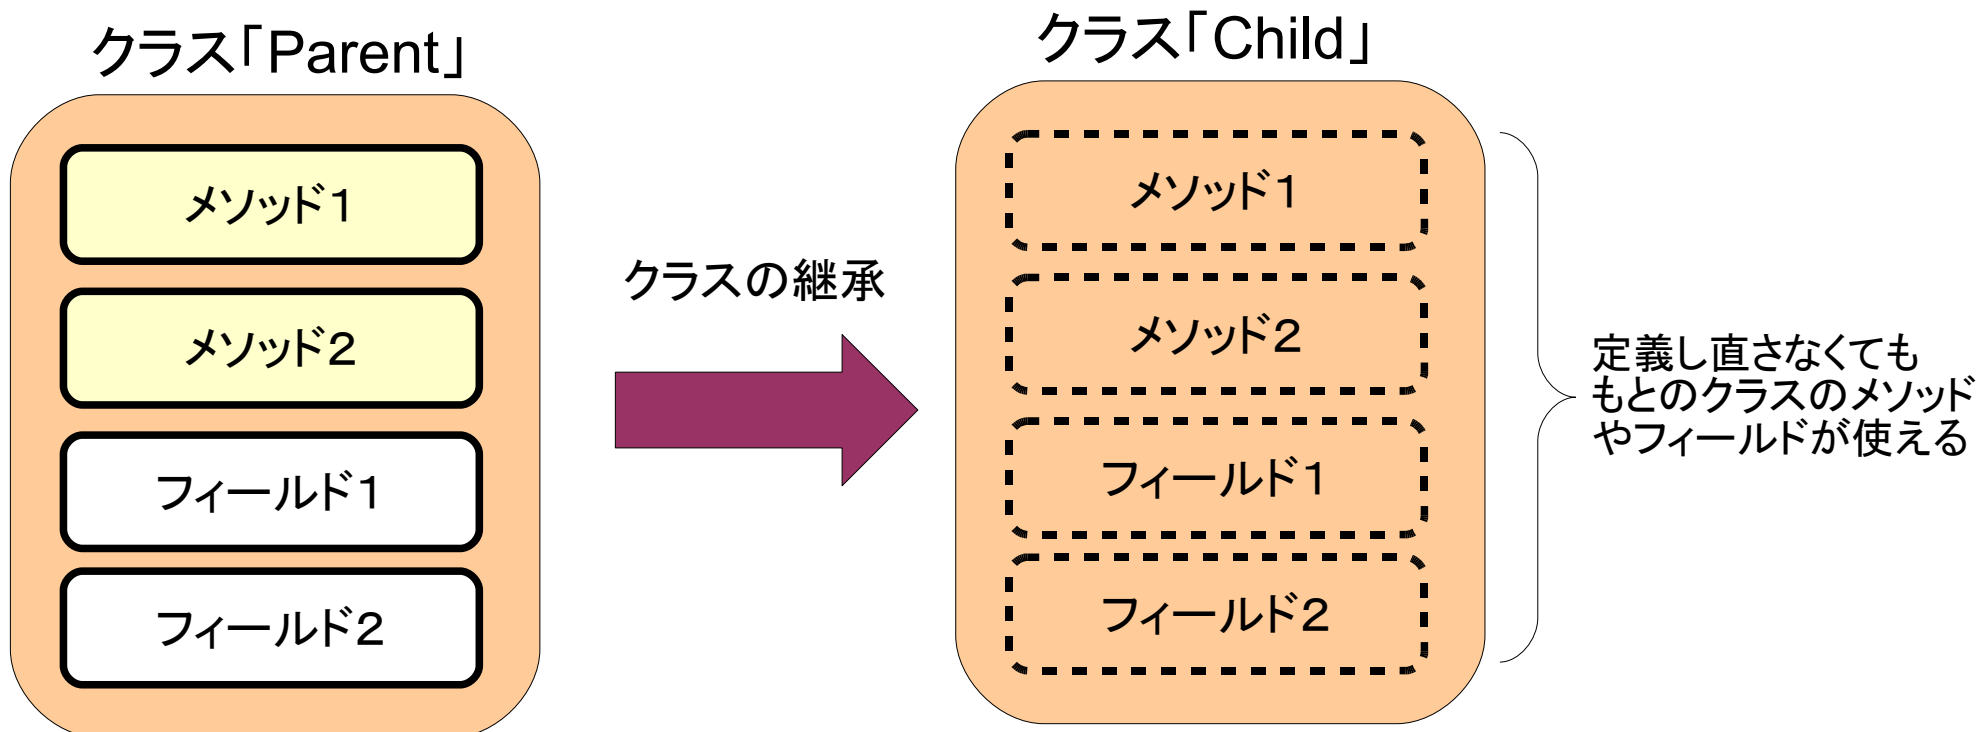 クラス「Parent」
メソッド1
メソッド2
フィールド1
フィールド2
クラスの継承
クラス「Child」
メソッド1
メソッド2
フィールド1
フィールド2
定義し直さなくても
もとのクラスのメソッド
やフィールドが使える